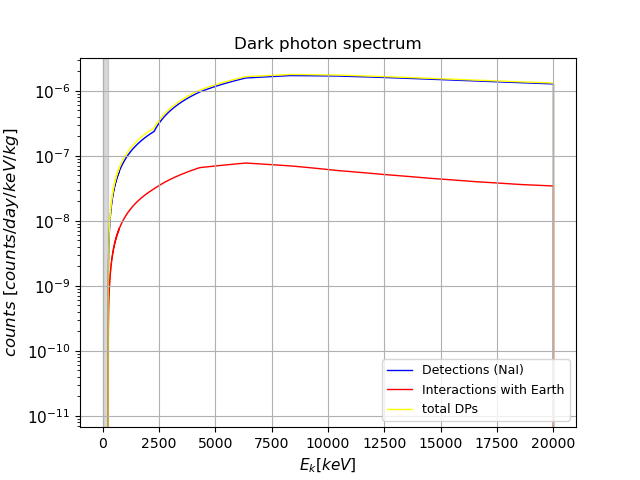 Dark photon spectrum
counts [counts/day/keV/kg]
10⁻⁶
10⁻⁷
10⁻⁸
10⁻⁹
10⁻¹⁰
10⁻¹¹
Detections (NaI)
Interactions with Earth
total DPs
0 2500 5000 7500 10000 12500 15000 17500 20000
Eₖ[keV]